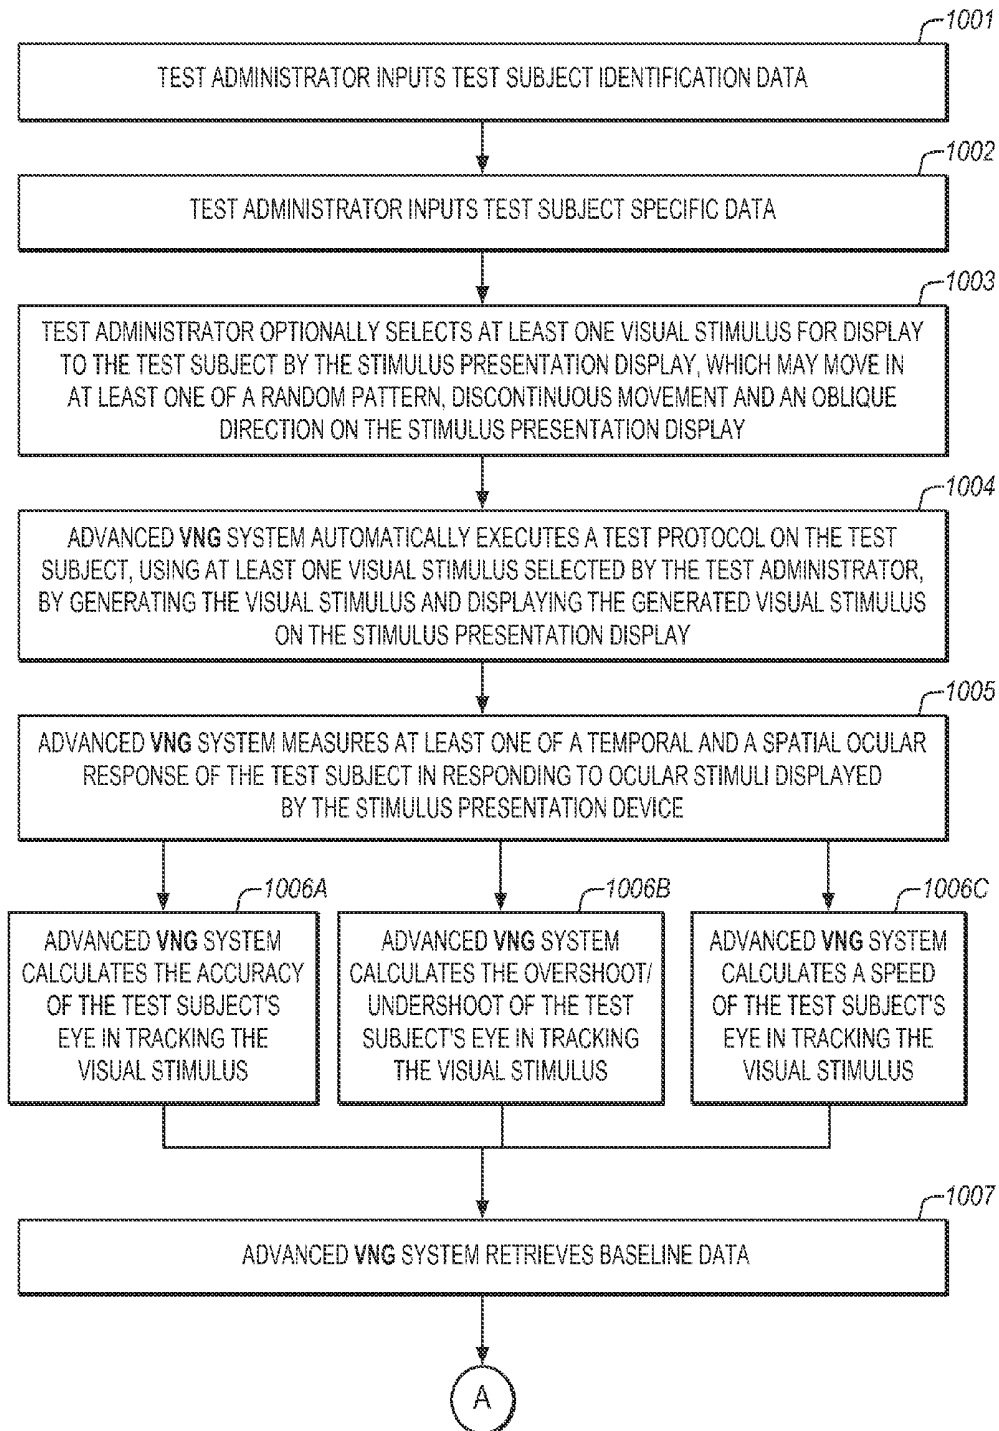 1001
TEST ADMINISTRATOR INPUTS TEST SUBJECT IDENTIFICATION DATA
1002
TEST ADMINISTRATOR INPUTS TEST SUBJECT SPECIFIC DATA
1003
TEST ADMINISTRATOR OPTIONALLY SELECTS AT LEAST ONE VISUAL STIMULUS FOR DISPLAY
TO THE TEST SUBJECT BY THE STIMULUS PRESENTATION DISPLAY, WHICH MAY MOVE IN
AT LEAST ONE OF A RANDOM PATTERN, DISCONTINUOUS MOVEMENT AND AN OBLIQUE
DIRECTION ON THE STIMULUS PRESENTATION DISPLAY
1004
ADVANCED VNG SYSTEM AUTOMATICALLY EXECUTES A TEST PROTOCOL ON THE TEST
SUBJECT, USING AT LEAST ONE VISUAL STIMULUS SELECTED BY THE TEST ADMINISTRATOR,
BY GENERATING THE VISUAL STIMULUS AND DISPLAYING THE GENERATED VISUAL STIMULUS
ON THE STIMULUS PRESENTATION DISPLAY
1005
ADVANCED VNG SYSTEM MEASURES AT LEAST ONE OF A TEMPORAL AND A SPATIAL OCULAR
RESPONSE OF THE TEST SUBJECT IN RESPONDING TO OCULAR STIMULI DISPLAYED
BY THE STIMULUS PRESENTATION DEVICE
1006A
ADVANCED VNG SYSTEM
CALCULATES THE ACCURACY
OF THE TEST SUBJECT'S
EYE IN TRACKING THE
VISUAL STIMULUS
1006B
ADVANCED VNG SYSTEM
CALCULATES THE OVERSHOOT/
UNDERSHOOT OF THE TEST
SUBJECT'S EYE IN TRACKING
THE VISUAL STIMULUS
1006C
ADVANCED VNG SYSTEM
CALCULATES A SPEED
OF THE TEST SUBJECT'S
EYE IN TRACKING THE
VISUAL STIMULUS
1007
ADVANCED VNG SYSTEM RETRIEVES BASELINE DATA
A